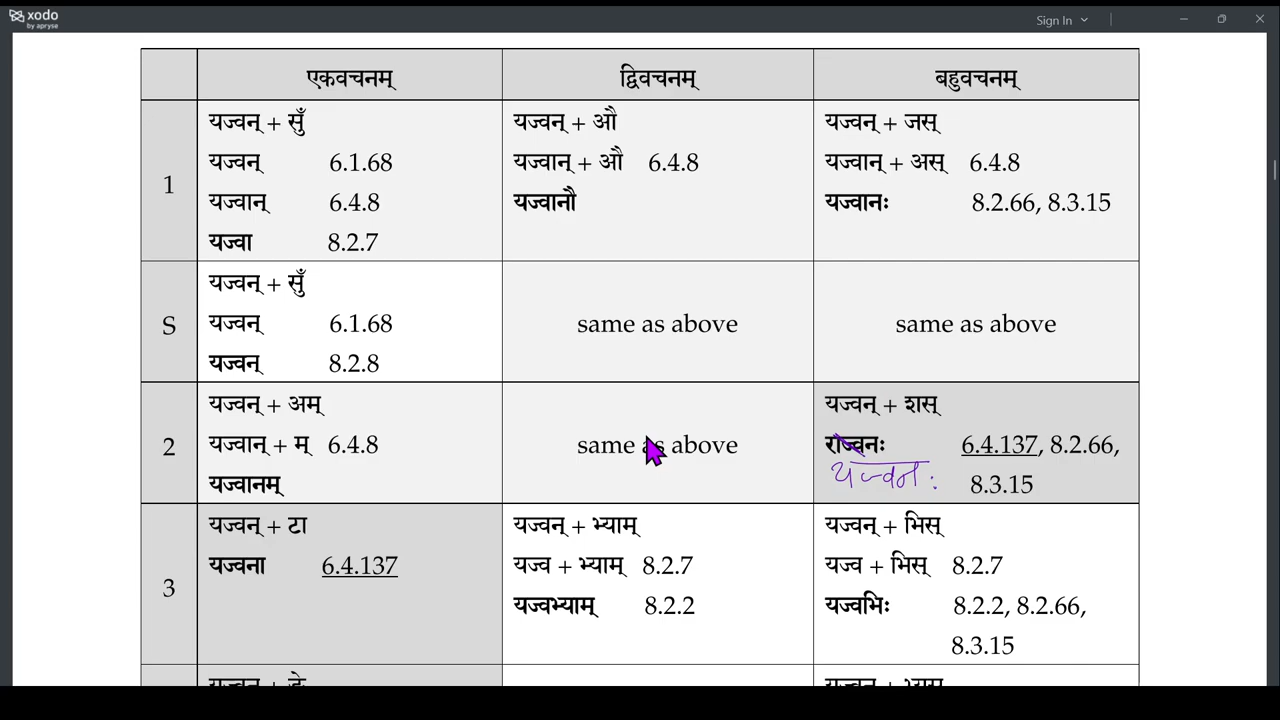 xodo
by apryse
Sign In
एकवचनम्
द्विवचनम्
बहुवचनम्
1
यज्वन् + सुँ
यज्वन् 6.1.68
यज्वान् 6.4.8
यज्वा 8.2.7
यज्वन् + औ
यज्वान् + औ 6.4.8
यज्वानौ
यज्वन् + जस्
यज्वान् + अस् 6.4.8
यज्वानः 8.2.66, 8.3.15
S
यज्वन् + सुँ
यज्वन् 6.1.68
यज्वन् 8.2.8
same as above
same as above
2
यज्वन् + अम्
यज्वान् + म् 6.4.8
यज्वानम्
same as above
यज्वन् + शस्
राज्वनः 6.4.137, 8.2.66,
यज्वनः 8.3.15
3
यज्वन् + टा
यज्वना 6.4.137
यज्वन् + भ्याम्
यज्व + भ्याम् 8.2.7
यज्वभ्याम् 8.2.2
यज्वन् + भिस्
यज्व + भिस् 8.2.7
यज्वभिः 8.2.2, 8.2.66,
8.3.15
यज्वन् + ङे
यज्वन् + भ्यस्